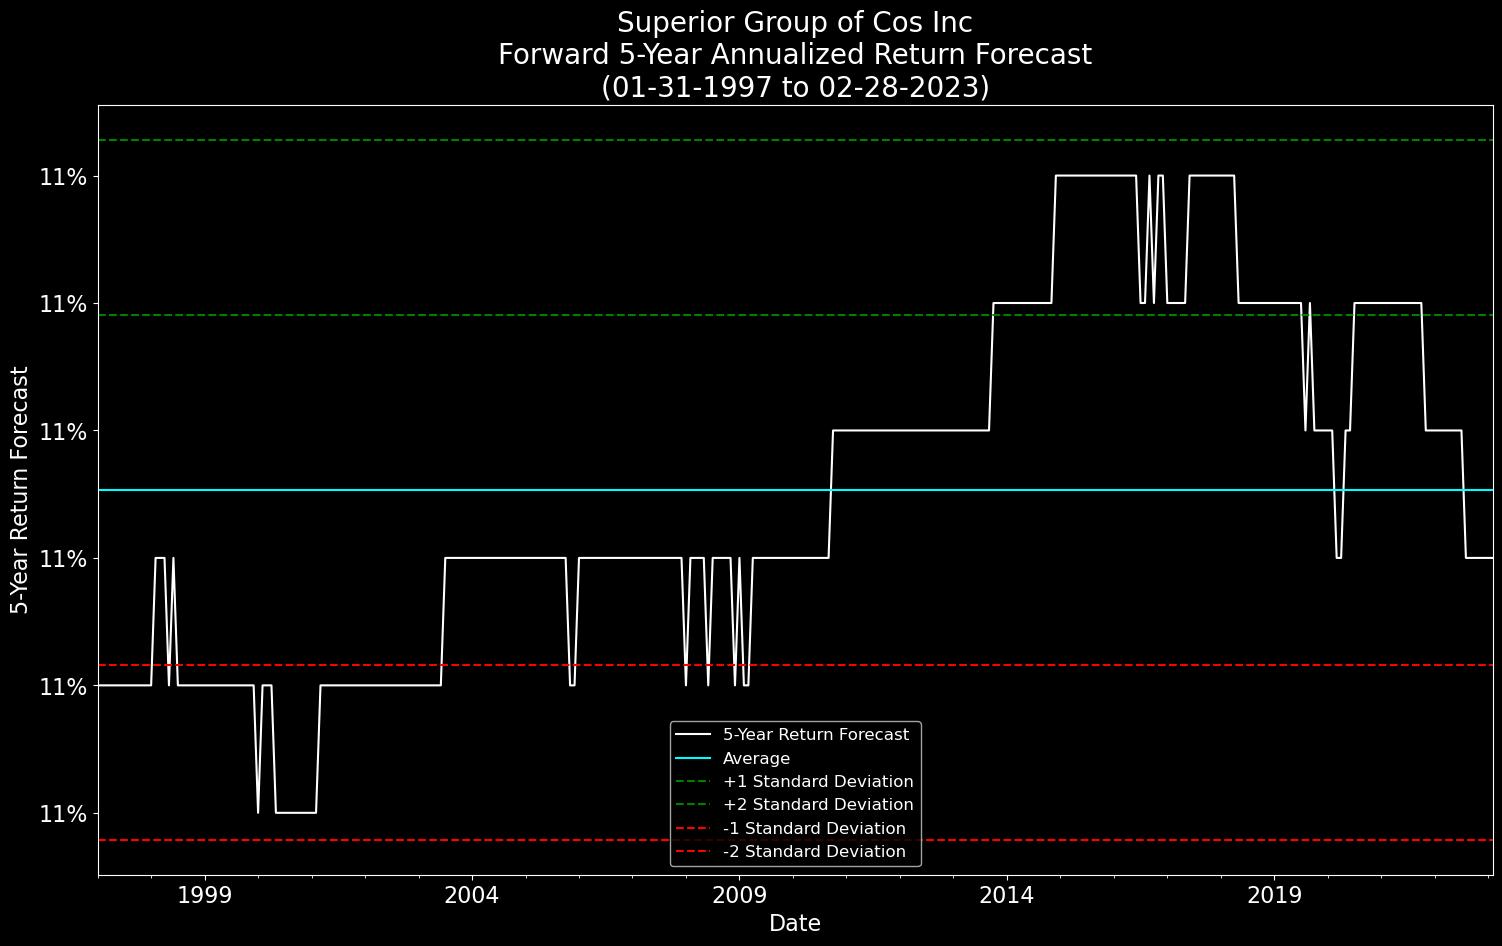 Superior Group of Cos Inc
Forward 5-Year Annualized Return Forecast
(01-31-1997 to 02-28-2023)
5-Year Return Forecast
11%
11%
11%
11%
11%
11%
5-Year Return Forecast
Average
+1 Standard Deviation
+2 Standard Deviation
-1 Standard Deviation
-2 Standard Deviation
1999 2004 2009 2014 2019
Date